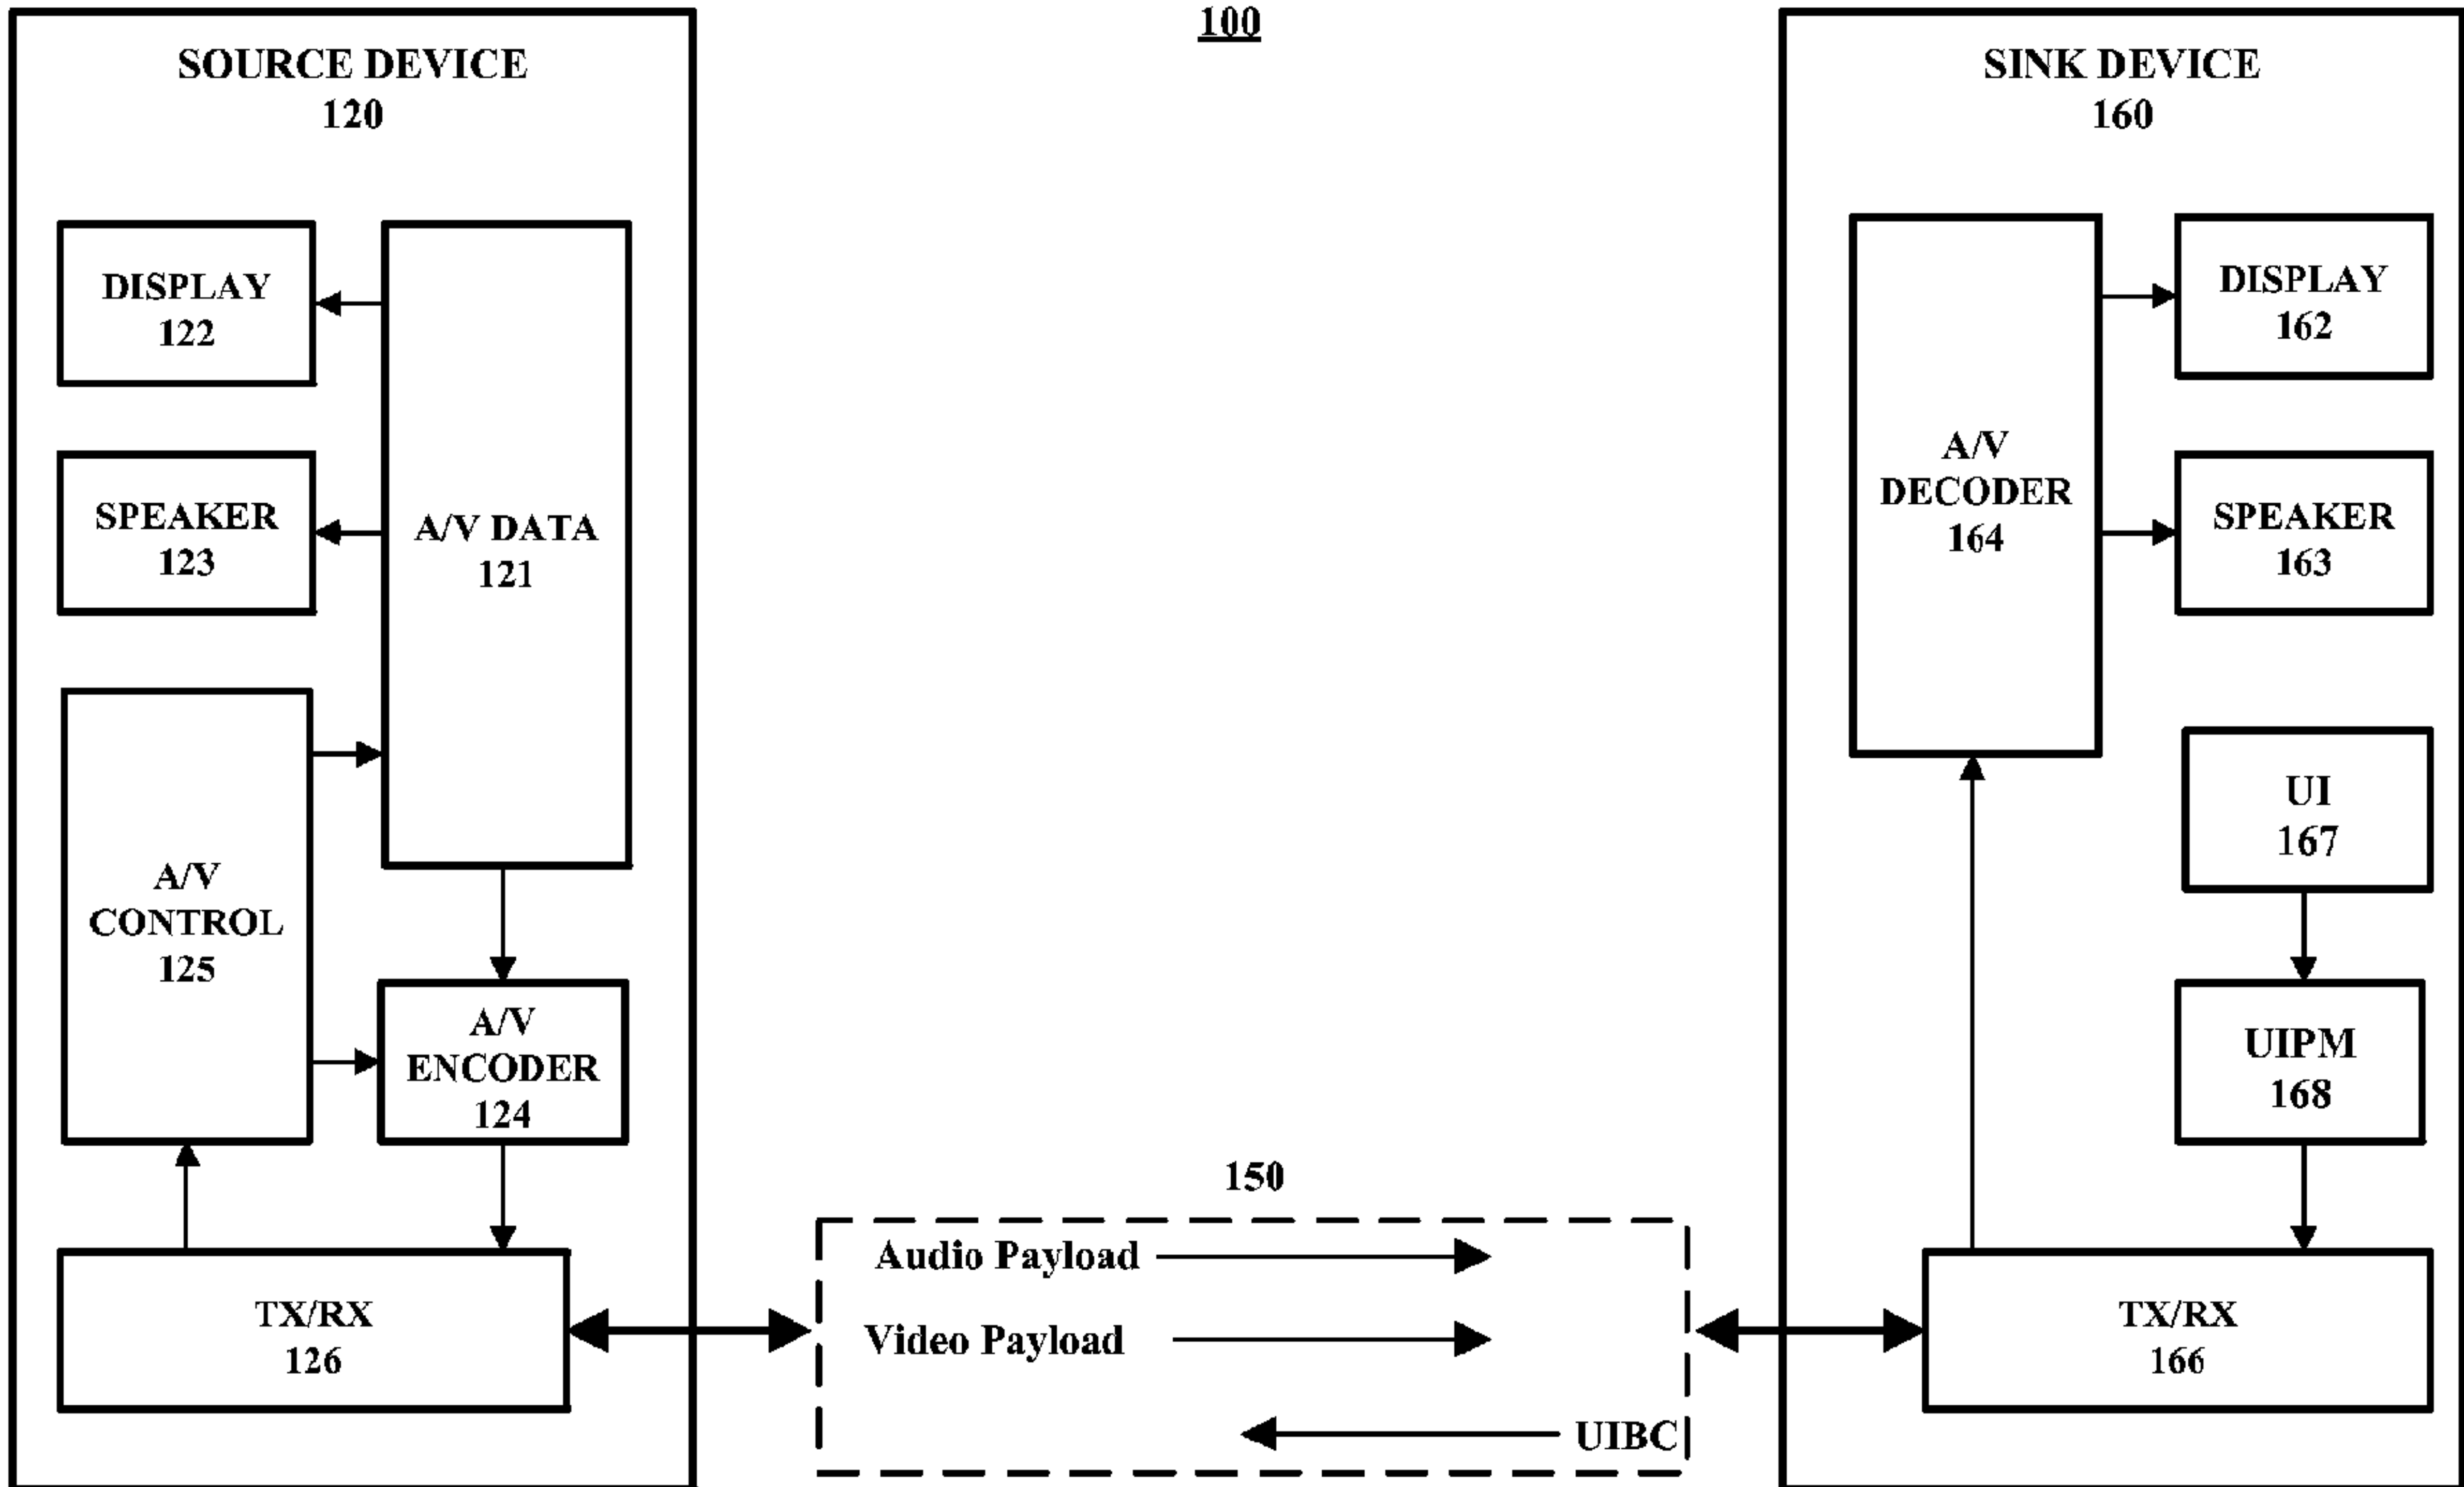 100
SOURCE DEVICE
120
DISPLAY
122
SPEAKER
123
A/V DATA
121
A/V
CONTROL
125
A/V
ENCODER
124
TX/RX
126
150
Audio Payload
Video Payload
UIBC
SINK DEVICE
160
A/V
DECODER
164
DISPLAY
162
SPEAKER
163
UI
167
UIPM
168
TX/RX
166